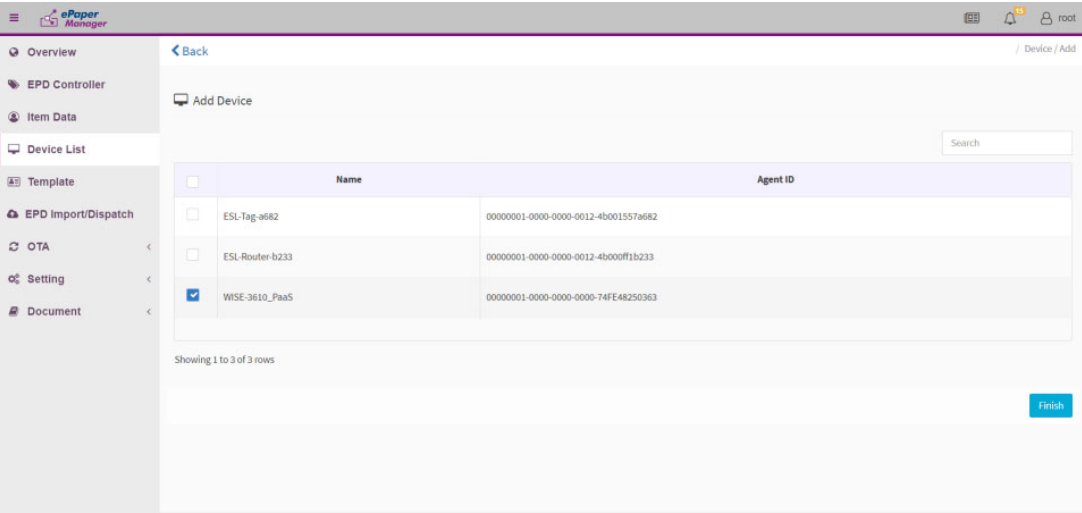 ePaper
Manager
15
root
Overview
EPD Controller
Item Data
Device List
Template
EPD Import/Dispatch
OTA
Setting
Document
Back
/ Device / Add
Add Device
Search
Name Agent ID
ESL-Tag-a682 00000001-0000-0000-0012-4b001557a682
ESL-Router-b233 00000001-0000-0000-0012-4b000ff1b233
WISE-3610_PaaS 00000001-0000-0000-0000-74FE48250363
Showing 1 to 3 of 3 rows
Finish